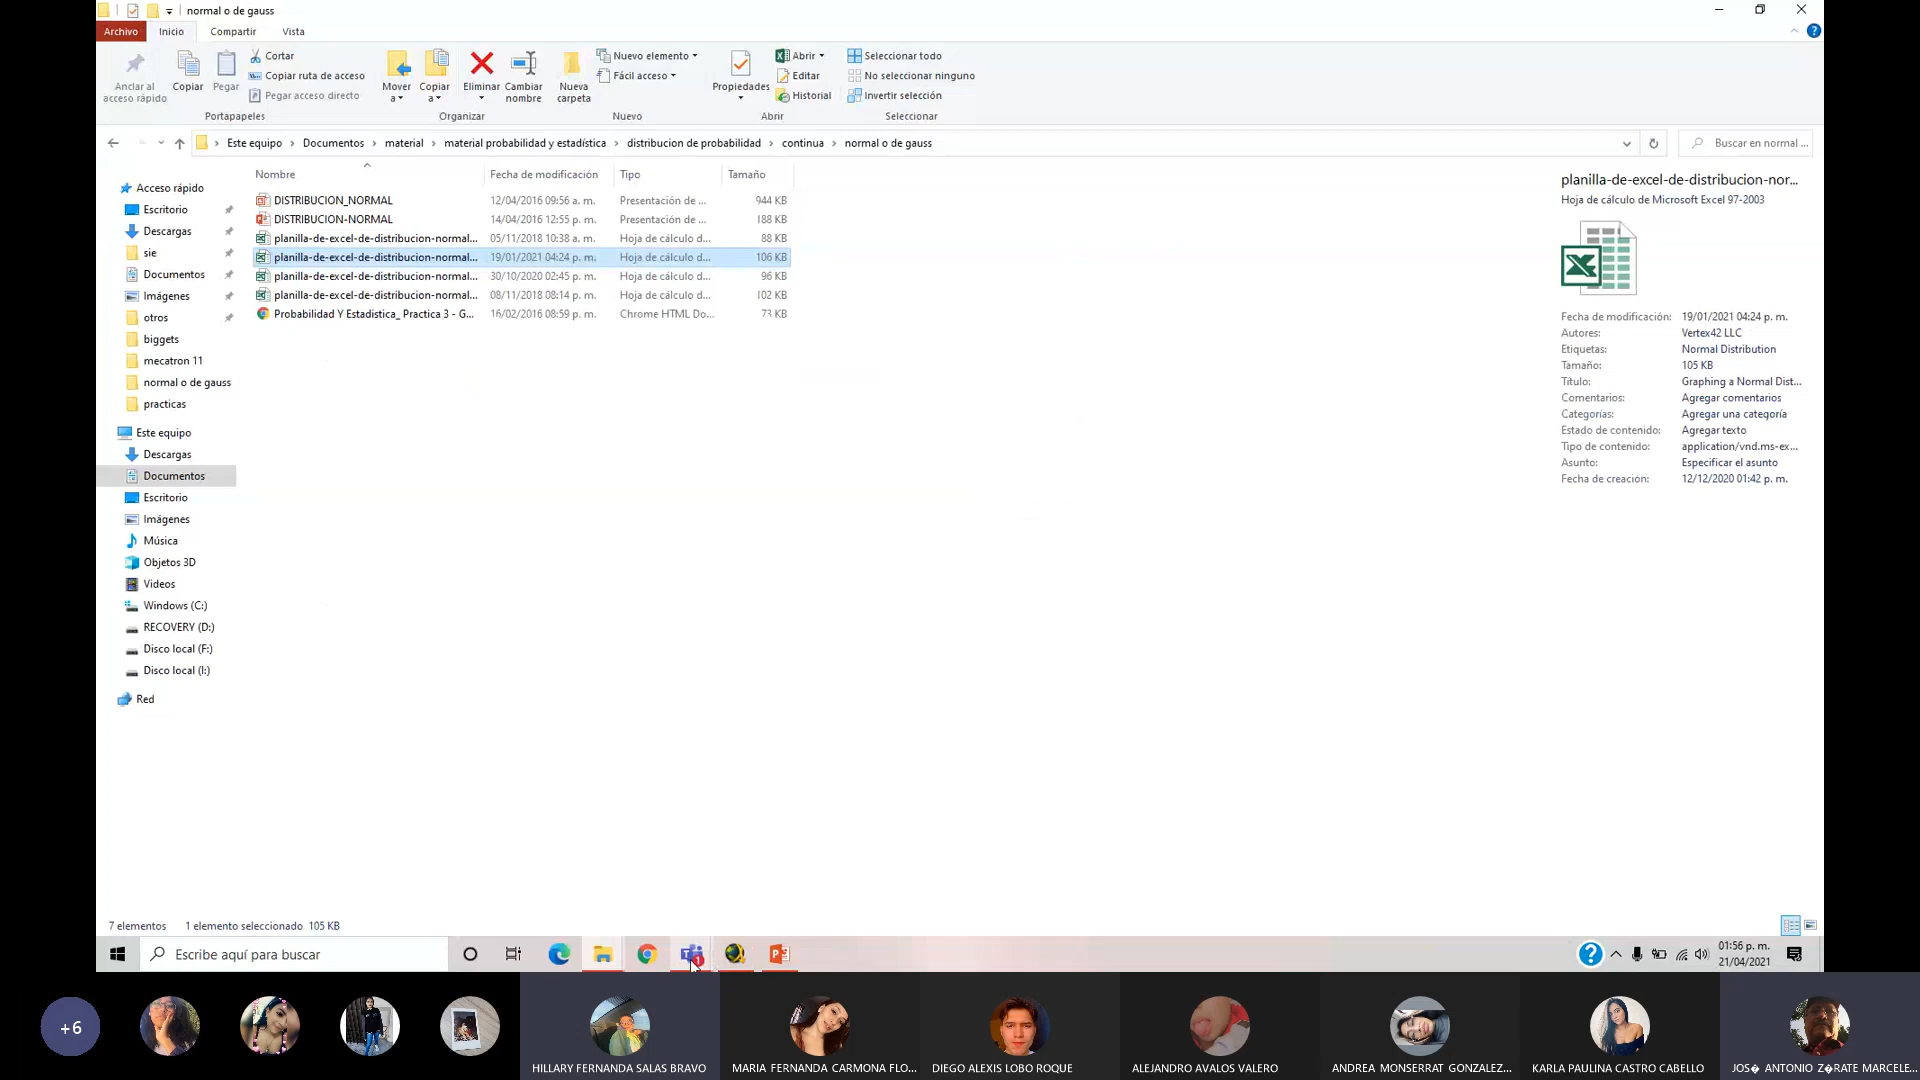 normal o de gauss
Archivo Inicio Compartir Vista
Anclar al acceso rápido
Copiar
Pegar
Cortar
Copiar ruta de acceso
Pegar acceso directo
Portapapeles
Mover a
Copiar a
Eliminar
Cambiar nombre
Organizar
Nueva carpeta
Nuevo elemento
Fácil acceso
Nuevo
Propiedades
Abrir
Editar
Historial
Abrir
Seleccionar todo
No seleccionar ninguno
Invertir selección
Seleccionar
Este equipo > Documentos > material > material probabilidad y estadística > distribucion de probabilidad > continua > normal o de gauss
Buscar en normal ...
Acceso rápido
Escritorio
Descargas
sie
Documentos
Imágenes
otros
biggets
mecatron 11
normal o de gauss
practicas
Este equipo
Descargas
Documentos
Escritorio
Imágenes
Música
Objetos 3D
Videos
Windows (C:)
RECOVERY (D:)
Disco local (F:)
Disco local (I:)
Red
Nombre Fecha de modificación Tipo Tamaño
DISTRIBUCION_NORMAL 12/04/2016 09:56 a. m. Presentación de ... 944 KB
DISTRIBUCION-NORMAL 14/04/2016 12:55 p. m. Presentación de ... 188 KB
planilla-de-excel-de-distribucion-normal... 05/11/2018 10:38 a. m. Hoja de cálculo d... 88 KB
planilla-de-excel-de-distribucion-normal... 19/01/2021 04:24 p. m. Hoja de cálculo d... 106 KB
planilla-de-excel-de-distribucion-normal... 30/10/2020 02:45 p. m. Hoja de cálculo d... 96 KB
planilla-de-excel-de-distribucion-normal... 08/11/2018 08:14 p. m. Hoja de cálculo d... 102 KB
Probabilidad Y Estadistica_ Practica 3 - G... 16/02/2016 08:59 p. m. Chrome HTML Do... 73 KB
planilla-de-excel-de-distribucion-nor...
Hoja de cálculo de Microsoft Excel 97-2003
Fecha de modificación: 19/01/2021 04:24 p. m.
Autores: Vertex42 LLC
Etiquetas: Normal Distribution
Tamaño: 105 KB
Título: Graphing a Normal Dist...
Comentarios: Agregar comentarios
Categorías: Agregar una categoría
Estado de contenido: Agregar texto
Tipo de contenido: application/vnd.ms-ex...
Asunto: Especificar el asunto
Fecha de creación: 12/12/2020 01:42 p. m.
7 elementos 1 elemento seleccionado 105 KB
Escribe aquí para buscar
01:56 p. m.
21/04/2021
+6
HILLARY FERNANDA SALAS BRAVO
MARIA FERNANDA CARMONA FLO...
DIEGO ALEXIS LOBO ROQUE
ALEJANDRO AVALOS VALERO
ANDREA MONSERRAT GONZALEZ...
KARLA PAULINA CASTRO CABELLO
JOS� ANTONIO Z�RATE MARCELE...